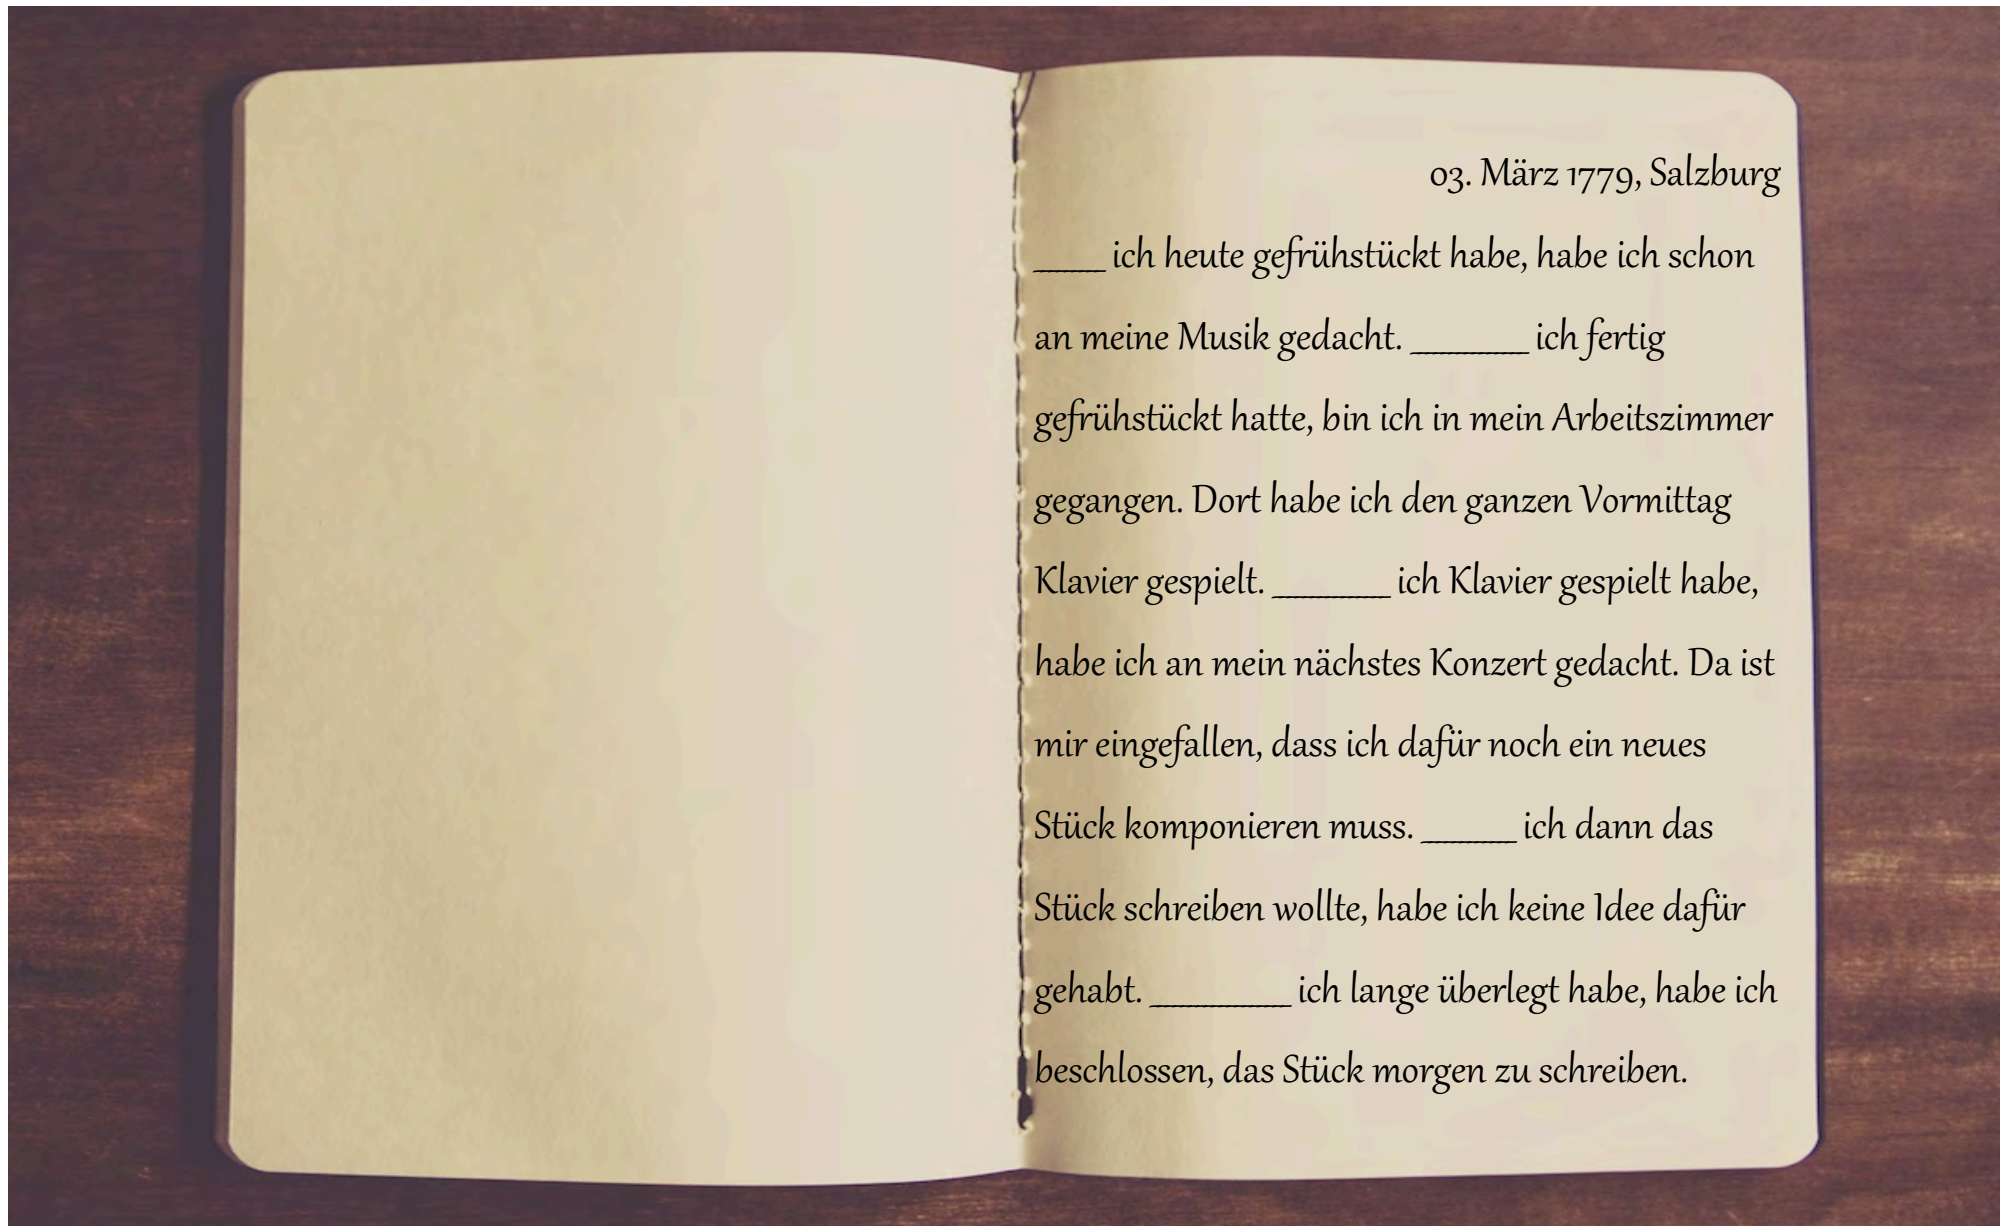 03. März 1779, Salzburg
______ ich heute gefrühstückt habe, habe ich schon
an meine Musik gedacht. __________ ich fertig
gefrühstückt hatte, bin ich in mein Arbeitszimmer
gegangen. Dort habe ich den ganzen Vormittag
Klavier gespielt. __________ ich Klavier gespielt habe,
habe ich an mein nächstes Konzert gedacht. Da ist
mir eingefallen, dass ich dafür noch ein neues
Stück komponieren muss. ________ ich dann das
Stück schreiben wollte, habe ich keine Idee dafür
gehabt. ____________ ich lange überlegt habe, habe ich
beschlossen, das Stück morgen zu schreiben.